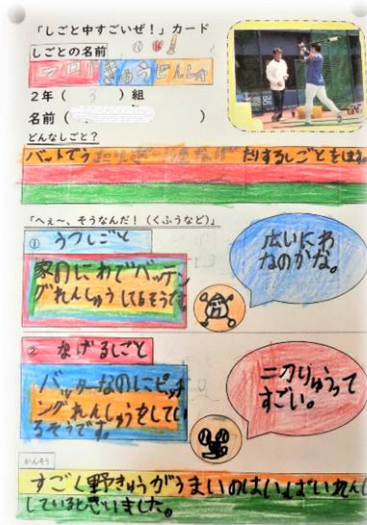 「しごと中すごいぜ!」カード
しごとの名前
2年( 3 )組
名前( )
どんなしごと?
バットでう たりするしごとを
「へぇ〜、そうなんだ!(くふうなど)」
① うつしごと
家のにわでバッテン
グれんしゅうしてるそうです。
広いにわ
なのかな。
2 なげるしごと
バッターなのにピッチ
ングれんしゅうをしてい
るそうです。
二刀りゅうって
すごい。
かんそう
すごく野きゅうがうまいのはいっぱいれん
していると思いました。